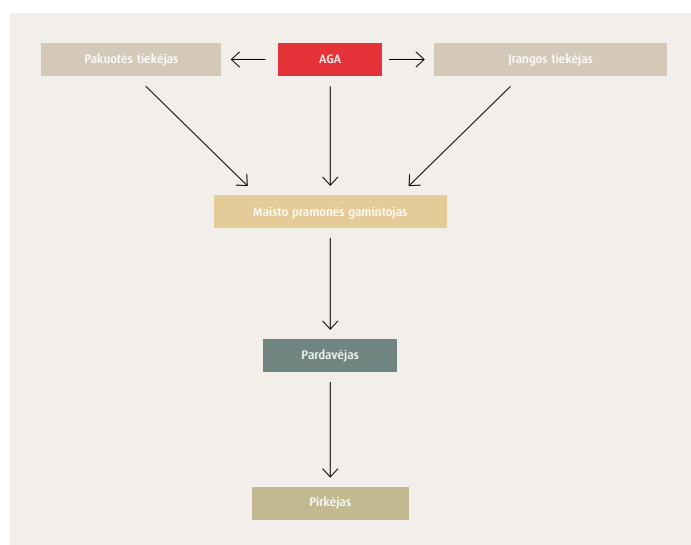 Pakuotės tiekėjas
AGA
Įrangos tiekėjas
Maisto pramonės gamintojas
Pardavėjas
Pirkėjas